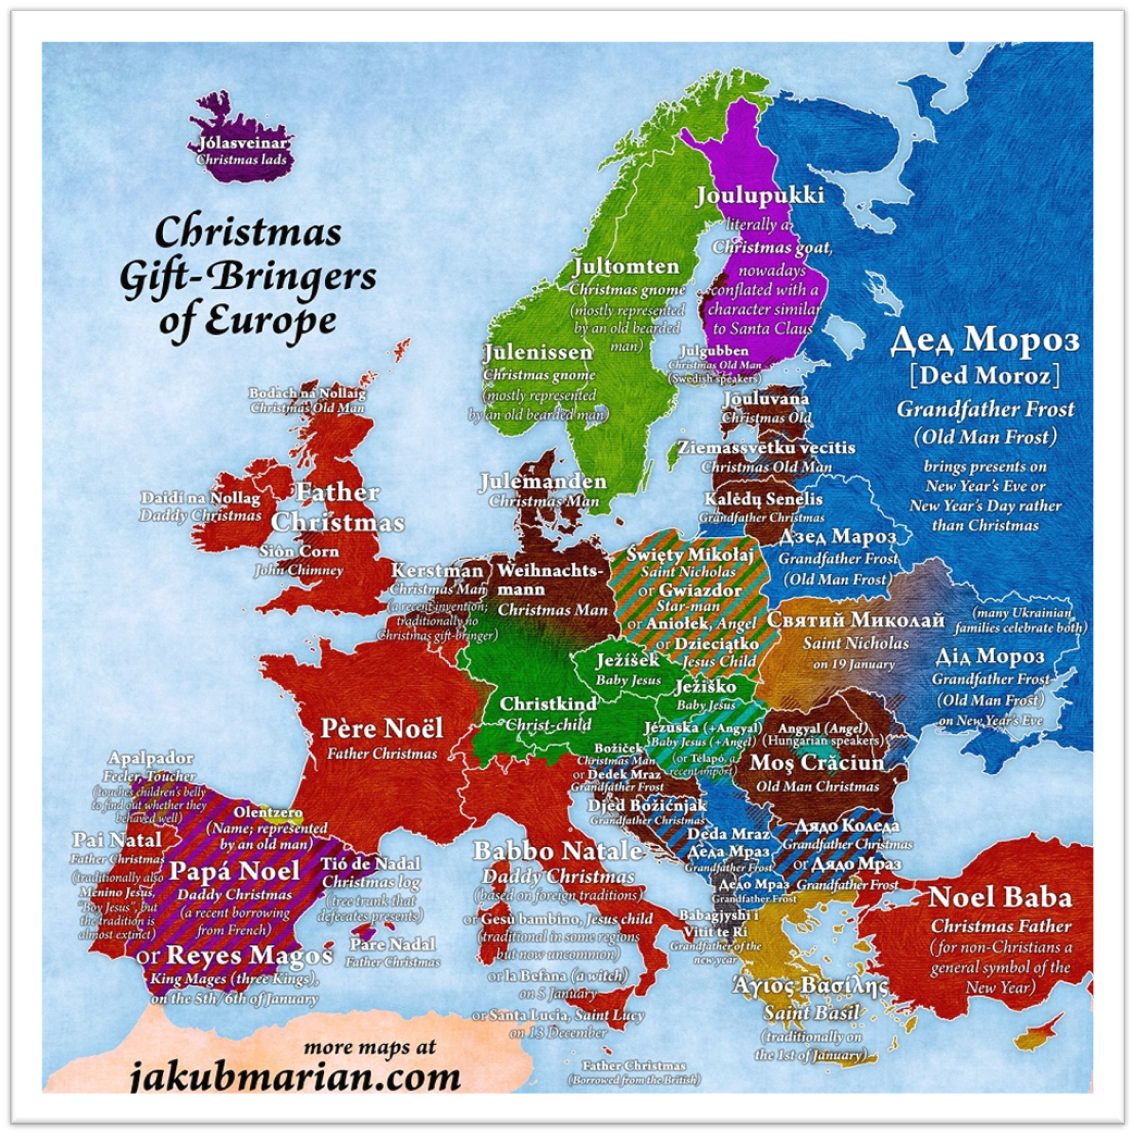 Jólasveinar
Christmas lads
Christmas
Gift-Bringers
of Europe
Joulupukki
literally a
Christmas goat,
nowadays
conflated with a
character similar
to Santa Claus
Jultomten
Christmas gnome
(mostly represented
by an old bearded
man)
Julenissen
Christmas gnome
(mostly represented
by an old bearded man)
Julgubben
Christmas Old Man
(Swedish speakers)
Дед Мороз
[Ded Moroz]
Grandfather Frost
(Old Man Frost)
brings presents on
New Year's Eve or
New Year's Day rather
than Christmas
Bodach na Nollaig
Christmas Old Man
Jouluvana
Christmas Old
Ziemassvētku vecītis
Christmas Old Man
Kalėdų Senelis
Grandfather Christmas
Дзед Мароз
Grandfather Frost
(Old Man Frost)
Daidí na Nollag
Daddy Christmas
Father
Christmas
Siôn Corn
John Chimney
Julemanden
Christmas Man
Kerstman
Christmas Man
(a recent invention;
traditionally no
Christmas gift-bringer)
Weihnachts-
mann
Christmas Man
Święty Mikołaj
Saint Nicholas
or Gwiazdor
Star-man
or Aniołek, Angel
or Dzieciątko
Jesus Child
Святий Миколай
Saint Nicholas
on 19 January
(many Ukrainian
families celebrate both)
Дід Мороз
Grandfather Frost
(Old Man Frost)
on New Year's Eve
Ježíšek
Baby Jesus
Ježiško
Baby Jesus
Christkind
Christ-child
Jézuska (+Angyal)
Baby Jesus (+Angel)
(or Télapó, a
recent import)
Angyal (Angel)
(Hungarian speakers)
Moş Crăciun
Old Man Christmas
Père Noël
Father Christmas
Božiček
Christmas Man
or Dedek Mraz
Grandfather Frost
Djed Božićnjak
Grandfather Christmas
Deda Mraz
Деда Мраз
Grandfather Frost
Дядо Коледа
Grandfather Christmas
или Дядо Мраз
Grandfather Frost
Дедо Мраз
Grandfather Frost
Babagjyshi i
Vitit te Ri
Grandfather of the
new year
Apalpador
Feeler, Toucher
(touches children's belly
to find out whether they
behaved well)
Olentzero
(Name; represented
by an old man)
Pai Natal
Father Christmas
(traditionally also
Menino Jesus,
"Boy Jesus", but
the tradition is
almost extinct)
Papá Noel
Daddy Christmas
(a recent borrowing
from French)
or Reyes Magos
King Mages (three Kings),
on the 5th/6th of January
Tió de Nadal
Christmas log
(tree trunk that
defecates presents)
Pare Nadal
Father Christmas
Babbo Natale
Daddy Christmas
(based on foreign traditions)
or Gesù bambino, Jesus child
(traditional in some regions
but now uncommon)
or la Befana (a witch)
on 5 January
or Santa Lucia, Saint Lucy
on 13 December
Άγιος Βασίλης
Saint Basil
(traditionally on
the 1st of January)
Noel Baba
Christmas Father
(for non-Christians a
general symbol of the
New Year)
Father Christmas
(Borrowed from the British)
more maps at
jakubmarian.com